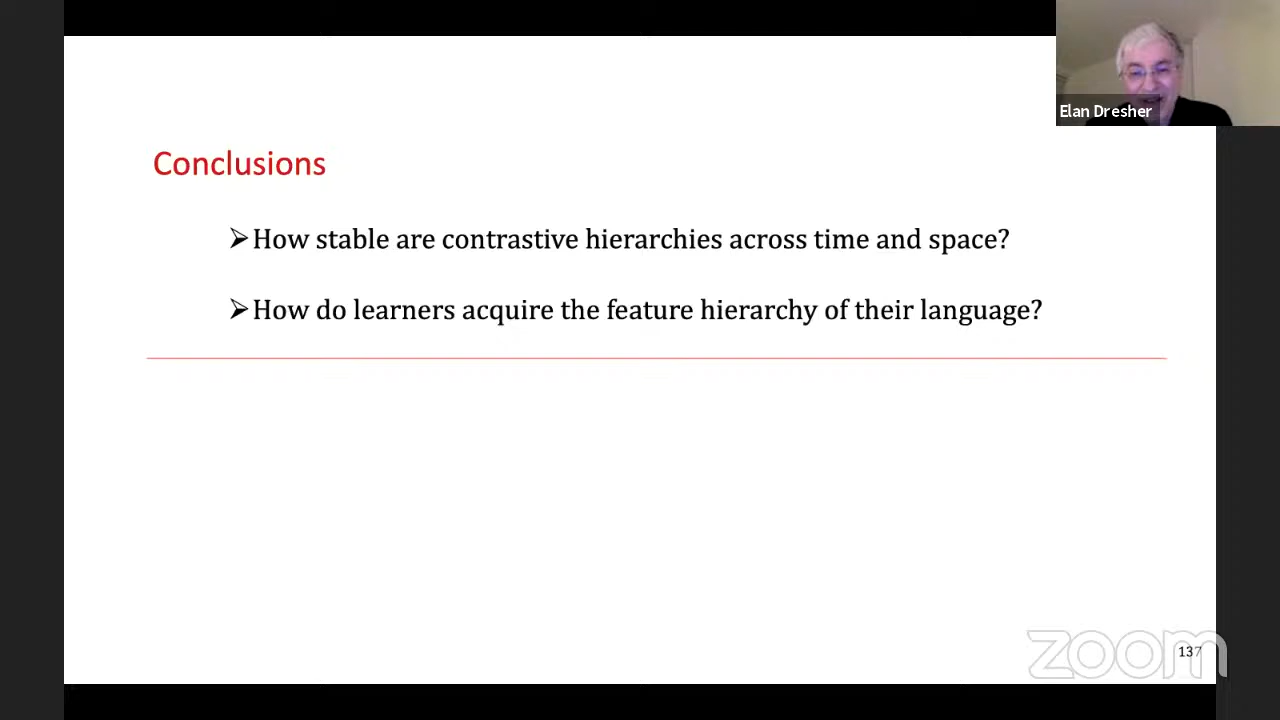 Elan Dresher
Conclusions
➤How stable are contrastive hierarchies across time and space?
➤How do learners acquire the feature hierarchy of their language?
zoom
137